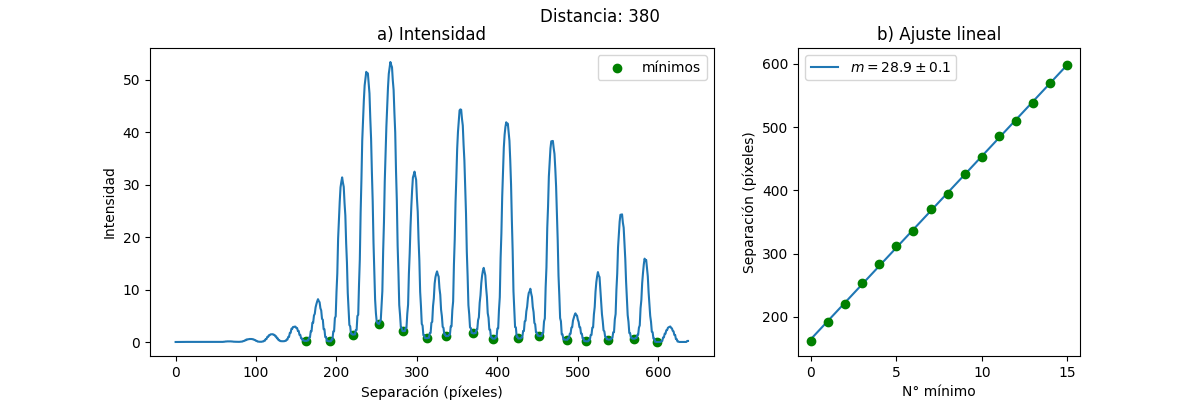 Distancia: 380
a) Intensidad
mínimos
50
40
30
20
10
0
Intensidad
0 100 200 300 400 500 600
Separación (píxeles)
b) Ajuste lineal
m = 28.9 ± 0.1
600
500
400
300
200
Separación (píxeles)
0 5 10 15
N° mínimo